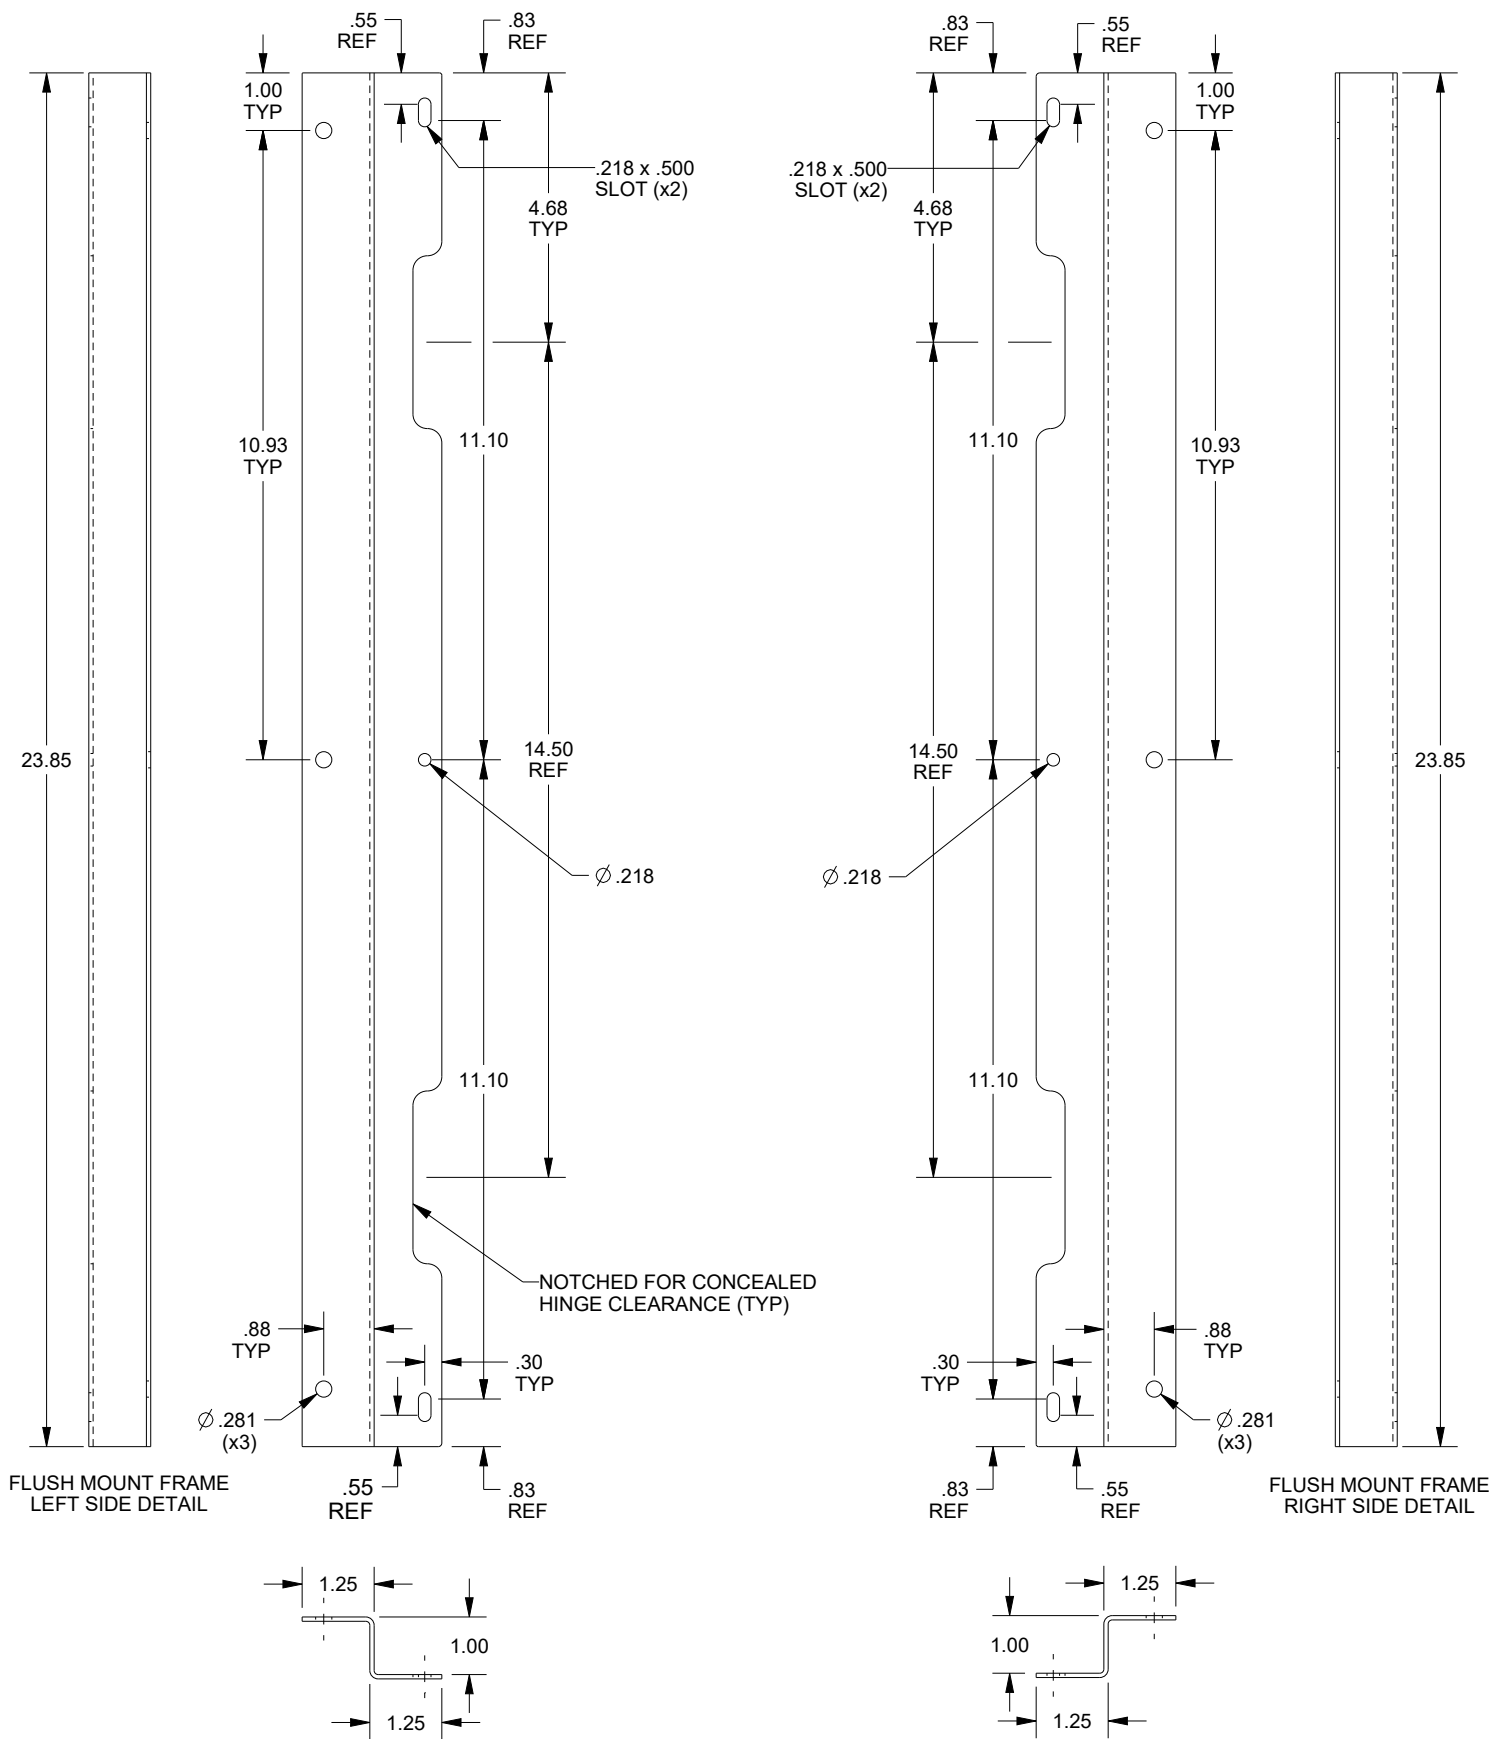 .55
REF
.83
REF
.83
REF
.55
REF
1.00
TYP
1.00
TYP
.218 x .500
SLOT (x2)
.218 x .500
SLOT (x2)
4.68
TYP
4.68
TYP
10.93
TYP
11.10
11.10
10.93
TYP
23.85
14.50
REF
14.50
REF
23.85
Ø .218
Ø .218
11.10
11.10
NOTCHED FOR CONCEALED
HINGE CLEARANCE (TYP)
.88
TYP
.30
TYP
.30
TYP
.88
TYP
Ø .281
(x3)
Ø .281
(x3)
FLUSH MOUNT FRAME
LEFT SIDE DETAIL
.55
REF
.83
REF
.83
REF
.55
REF
FLUSH MOUNT FRAME
RIGHT SIDE DETAIL
1.25
1.00
1.25
1.25
1.00
1.25